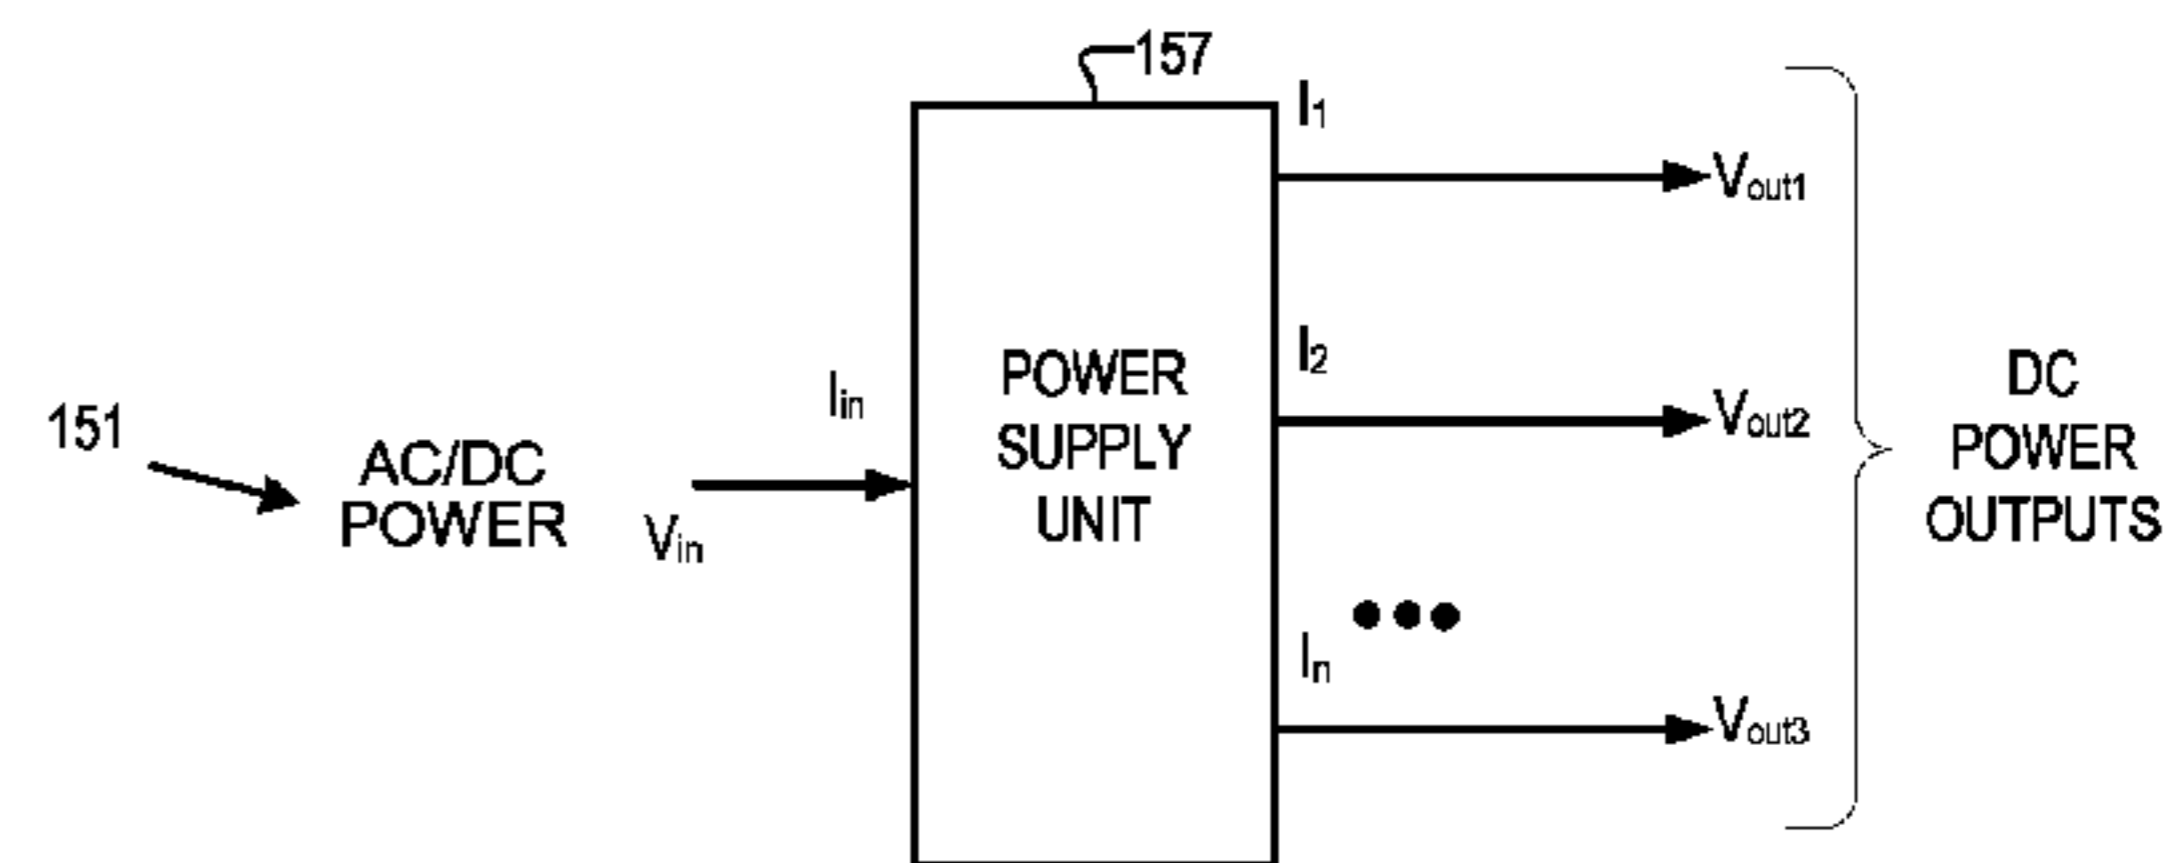 157
I1
Vout1
I2
Vout2
In
Vout3
151
AC/DC
POWER
Iin
Vin
POWER
SUPPLY
UNIT
DC
POWER
OUTPUTS